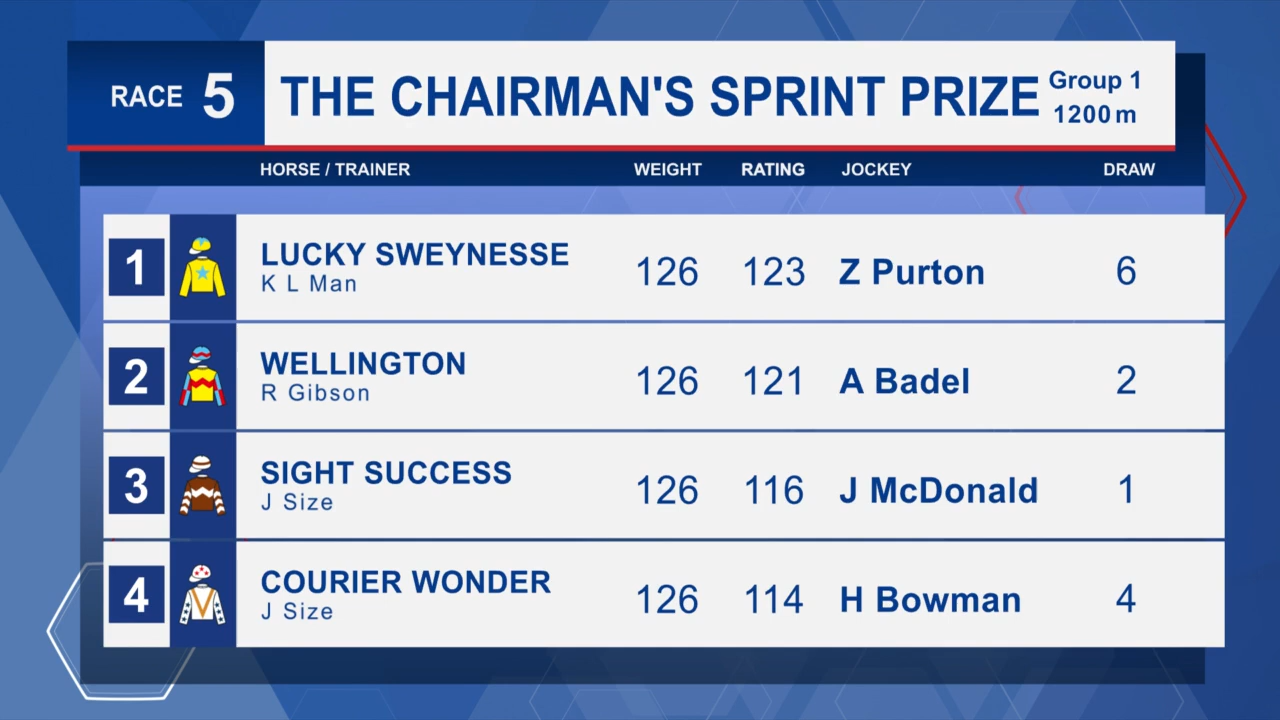 RACE 5 THE CHAIRMAN'S SPRINT PRIZE Group 1
1200m
HORSE / TRAINER WEIGHT RATING JOCKEY DRAW
1 LUCKY SWEYNESSE 126 123 Z Purton 6
K L Man
2 WELLINGTON 126 121 A Badel 2
R Gibson
3 SIGHT SUCCESS 126 116 J McDonald 1
J Size
4 COURIER WONDER 126 114 H Bowman 4
J Size